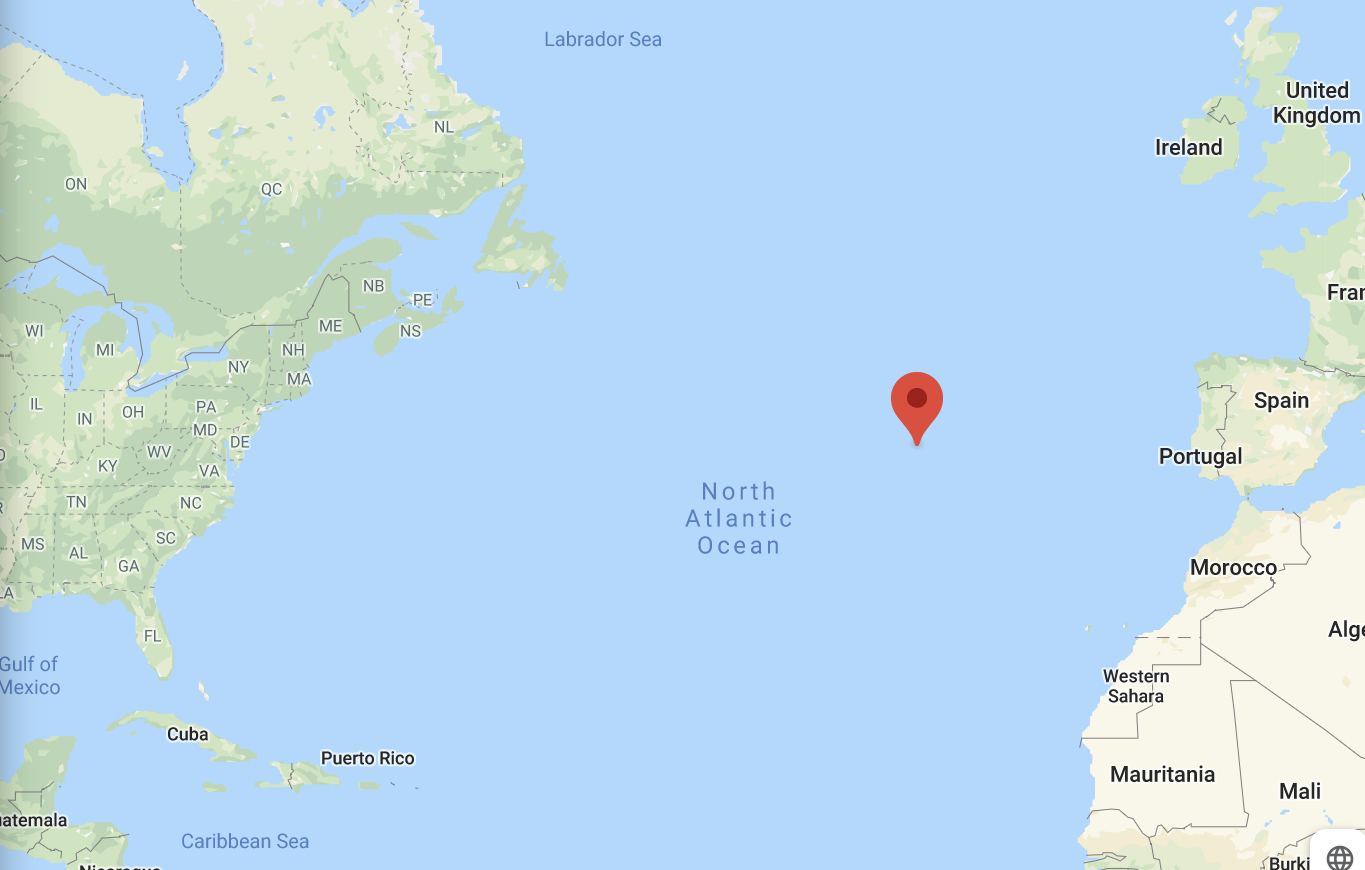 Labrador Sea
United
Kingdom
NL
Ireland
ON
QC
NB
Fran
PE
ME
NS
WI
MI
NH
NY
MA
Spain
IL
PA
IN
OH
MD
DE
WV
Portugal
KY
VA
North
Atlantic
Ocean
TN
NC
SC
MS
AL
GA
Morocco
LA
Alge
FL
Gulf of
Mexico
Western
Sahara
Cuba
Puerto Rico
Mauritania
Mali
uatemala
Caribbean Sea
Burki
Nicaragua